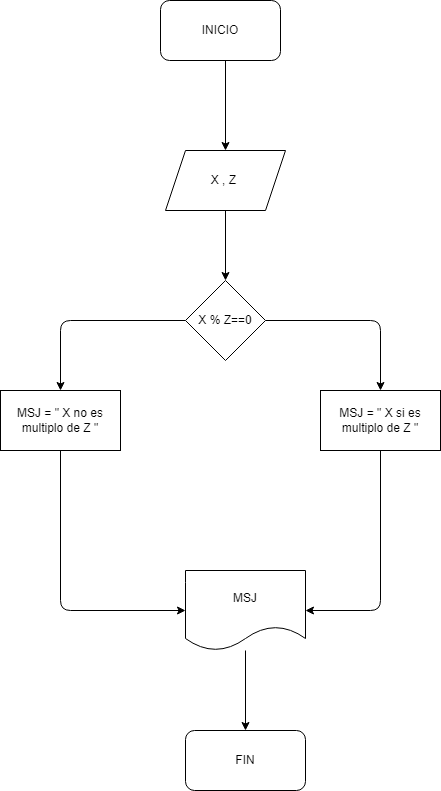 INICIO
X , Z
X % Z==0
MSJ = " X no es
multiplo de Z "
MSJ = " X si es
multiplo de Z "
MSJ
FIN